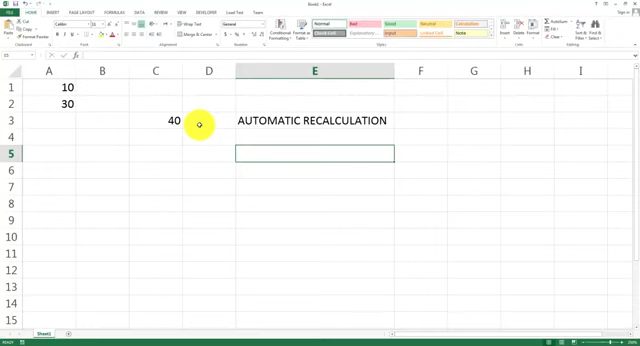 Book1 - Excel
FILE HOME INSERT PAGE LAYOUT FORMULAS DATA REVIEW VIEW DEVELOPER Load Test Team
Sign in
Cut
Copy
Format Painter
Calibri
Wrap Text
Merge & Center
General
Conditional Formatting
Format as Table
Normal Bad Good Neutral Calculation
Check Cell Input Linked Cell Note
Insert Delete Format
AutoSum
Fill
Clear
Sort & Filter
Find & Select
Clipboard Font Alignment Number Styles Cells Editing
E5
A B C D E F G H I
1 10
2 30
3 40 AUTOMATIC RECALCULATION
4
5
6
7
8
9
10
11
12
13
14
15
Sheet1
READY